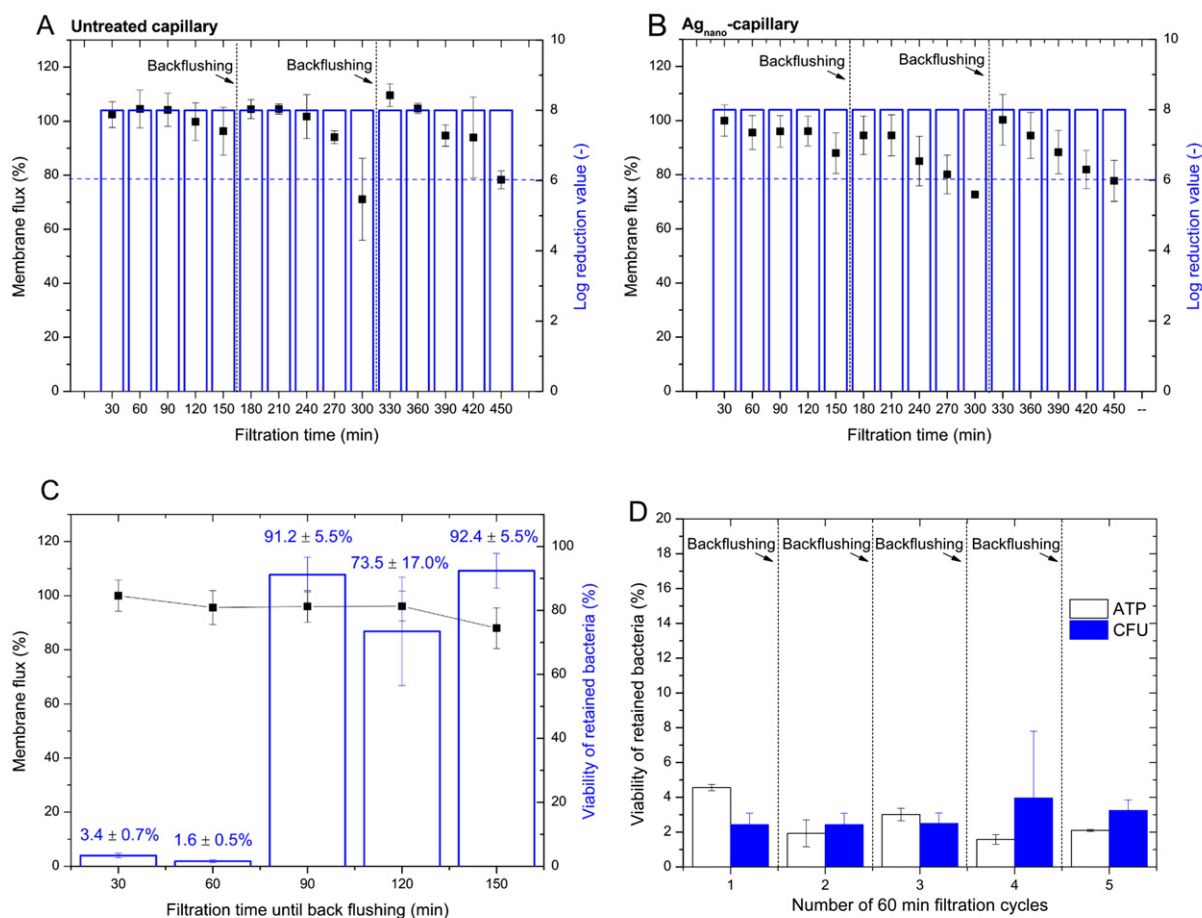 A
Untreated capillary
Backflushing
Backflushing
120
100
80
60
40
20
0
Membrane flux (%)
10
8
6
4
2
0
Log reduction value (-)
30 60 90 120 150 180 210 240 270 300 330 360 390 420 450
Filtration time (min)
B
Agnano-capillary
Backflushing
Backflushing
120
100
80
60
40
20
0
Membrane flux (%)
10
8
6
4
2
0
Log reduction value (-)
30 60 90 120 150 180 210 240 270 300 330 360 390 420 450 --
Filtration time (min)
C
91.2 ± 5.5%
92.4 ± 5.5%
73.5 ± 17.0%
3.4 ± 0.7%
1.6 ± 0.5%
120
100
80
60
40
20
0
Membrane flux (%)
100
80
60
40
20
0
Viability of retained bacteria (%)
30 60 90 120 150
Filtration time until back flushing (min)
D
Backflushing Backflushing Backflushing Backflushing
ATP
CFU
20
18
16
14
12
10
8
6
4
2
0
Viability of retained bacteria (%)
1 2 3 4 5
Number of 60 min filtration cycles